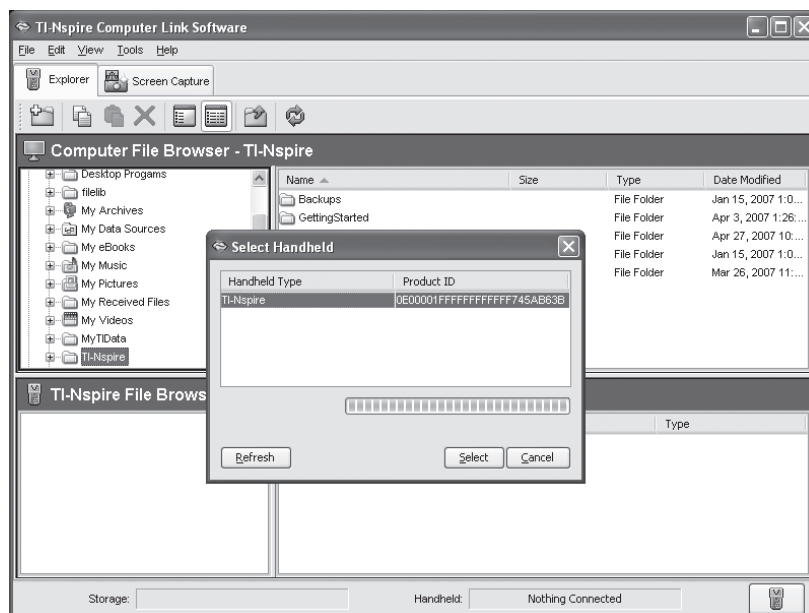 TI-Nspire Computer Link Software
File Edit View Tools Help
Explorer Screen Capture
Computer File Browser - TI-Nspire
Desktop Progams
filelib
My Archives
My Data Sources
My eBooks
My Music
My Pictures
My Received Files
My Videos
MyTIData
TI-Nspire
Name Size Type Date Modified
Backups File Folder Jan 15, 2007 1:0...
GettingStarted File Folder Apr 3, 2007 1:26:...
File Folder Apr 27, 2007 10:...
File Folder Jan 15, 2007 1:0...
File Folder Mar 26, 2007 11:...
Select Handheld
Handheld Type Product ID
TI-Nspire 0E00001FFFFFFFFFFFF745AB63B
Refresh Select Cancel
TI-Nspire File Brows
Type
Storage: Handheld: Nothing Connected